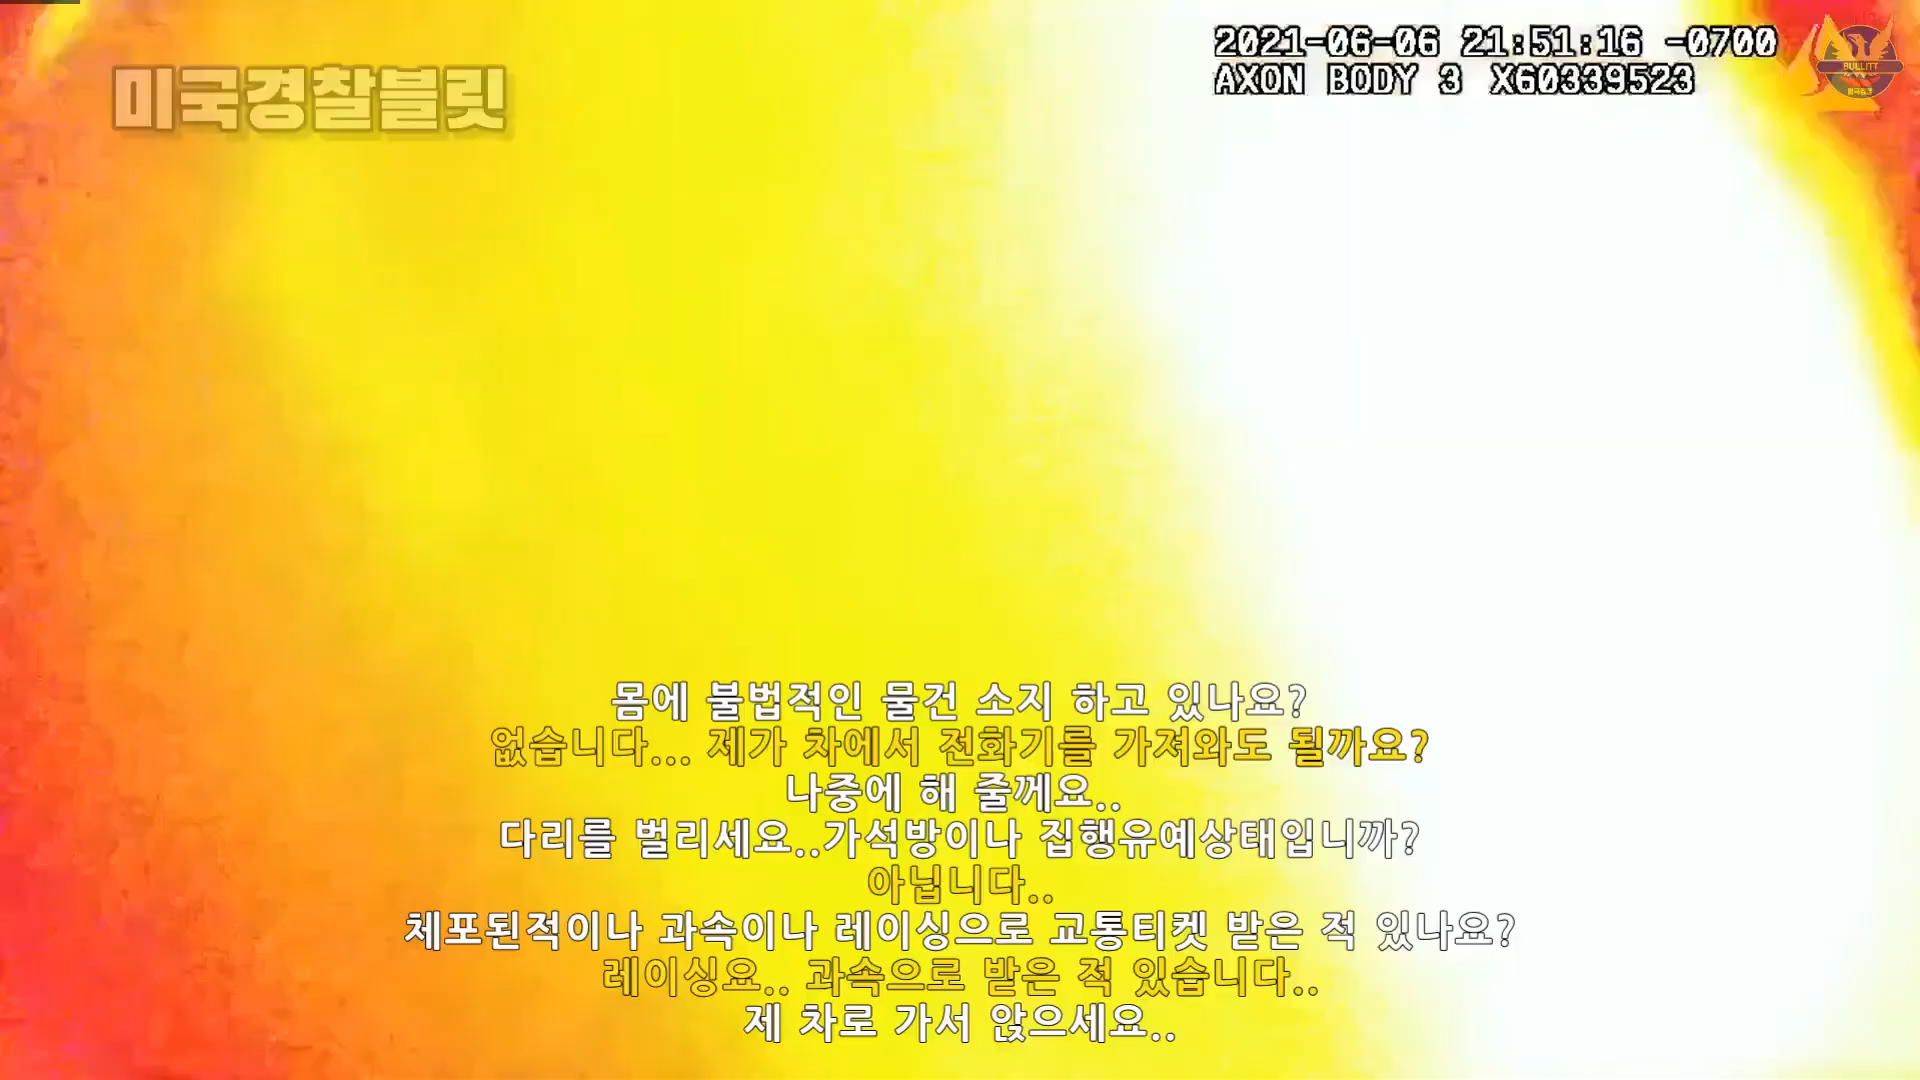 미국경찰블릿
2021-06-06 21:51:16 -0700
AXON BODY 3 X60339523
BULLITT
몸에 불법적인 물건 소지 하고 있나요?
없습니다... 제가 차에서 전화기를 가져와도 될까요?
나중에 해 줄께요..
다리를 벌리세요..가석방이나 집행유예상태입니까?
아닙니다..
체포된적이나 과속이나 레이싱으로 교통티켓 받은 적 있나요?
레이싱요.. 과속으로 받은 적 있습니다..
제 차로 가서 앉으세요..